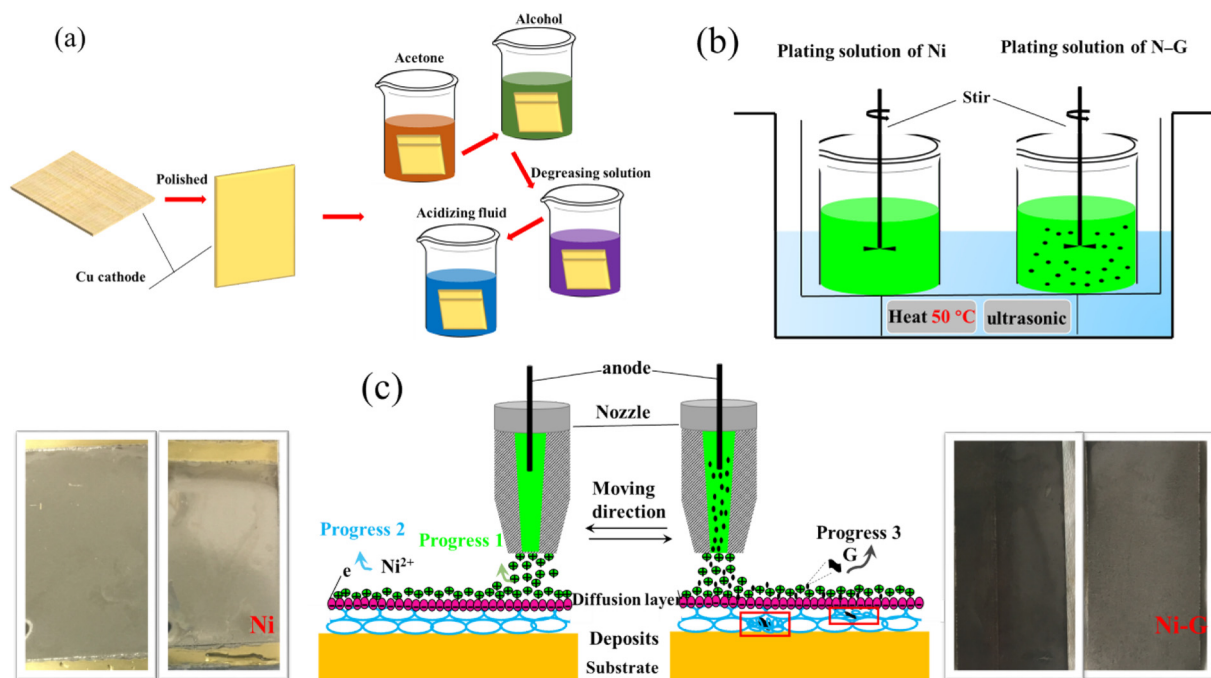 (a)
Alcohol
Acetone
Polished
Degreasing solution
Acidizing fluid
Cu cathode
(b)
Plating solution of Ni
Plating solution of N–G
Stir
Heat 50 °C
ultrasonic
(c)
anode
Nozzle
Moving
direction
Progress 2
Progress 1
Progress 3
Ni²⁺
G
e
Diffusion layer
Deposits
Substrate
Ni
Ni-G